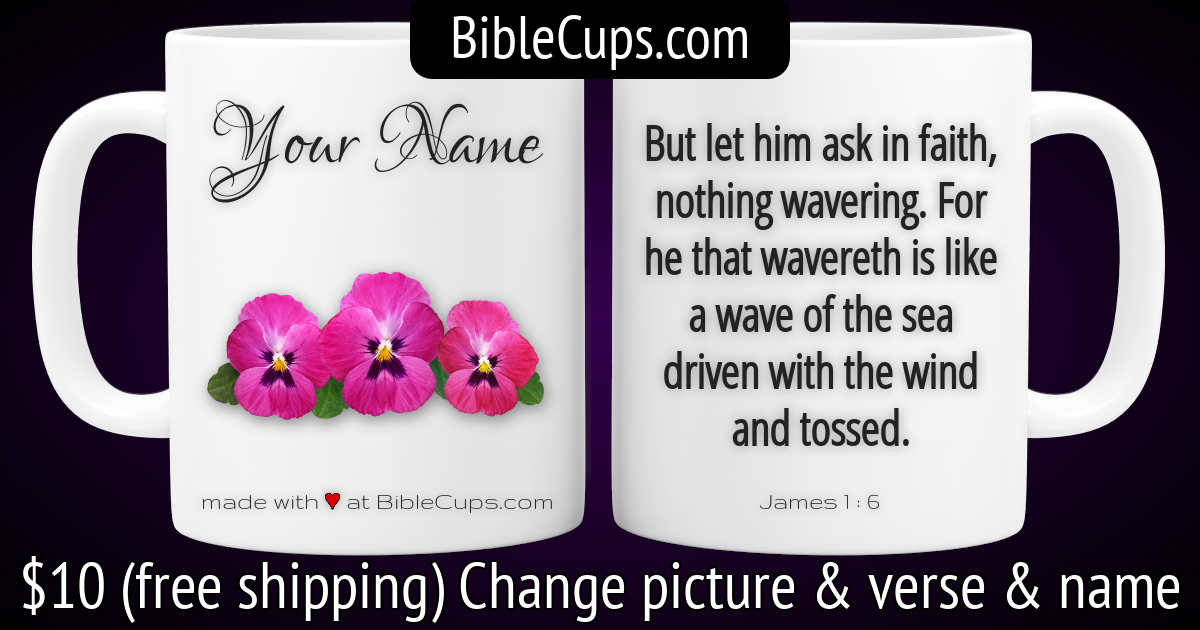 BibleCups.com
Your Name
made with ♥ at BibleCups.com
But let him ask in faith,
nothing wavering. For
he that wavereth is like
a wave of the sea
driven with the wind
and tossed.
James 1 : 6
$10 (free shipping) Change picture & verse & name